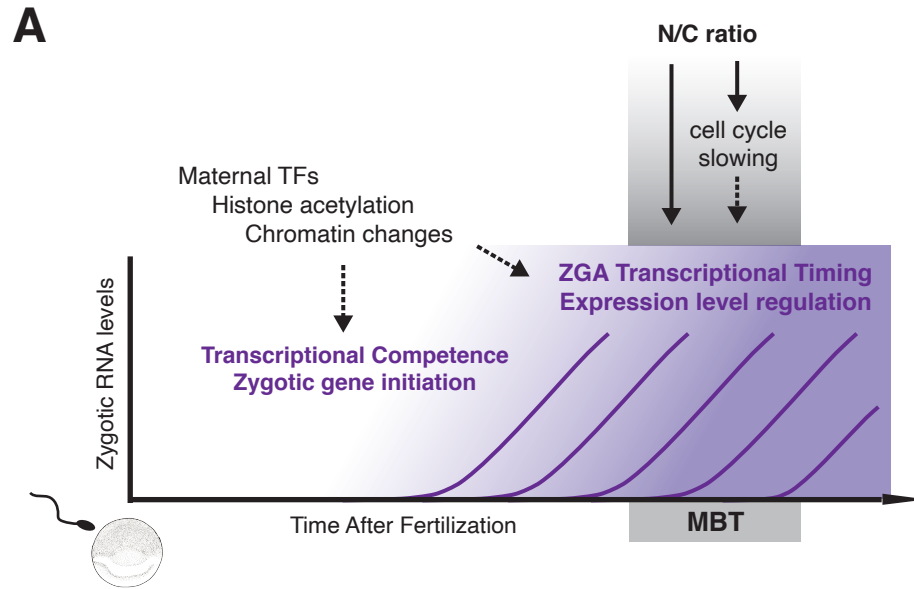 A
N/C ratio
cell cycle
slowing
Maternal TFs
Histone acetylation
Chromatin changes
ZGA Transcriptional Timing
Expression level regulation
Transcriptional Competence
Zygotic gene initiation
Zygotic RNA levels
Time After Fertilization
MBT